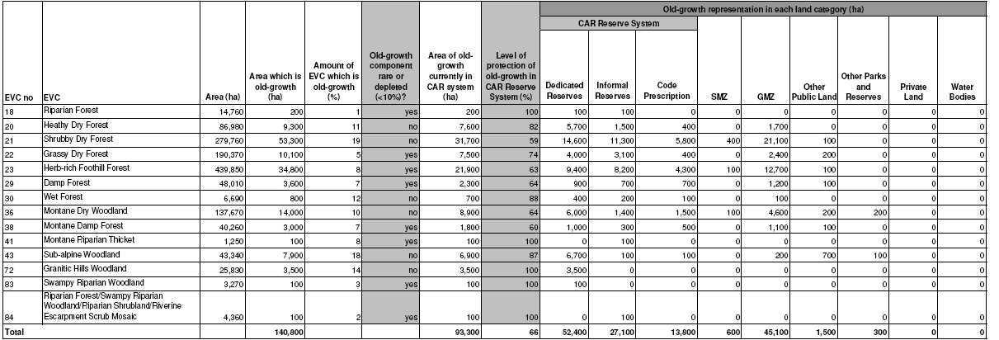 Old-growth representation in each land category (ha)
CAR Reserve System
EVC no EVC Area (ha) Area which is old-growth (ha) Amount of EVC which is old-growth (%) Old-growth component rare or depleted (<10%)? Area of old-growth currently in CAR system (ha) Level of protection of old-growth in CAR Reserve System (%) Dedicated Reserves Informal Reserves Code Prescription SMZ GMZ Other Public Land Other Parks and Reserves Private Land Water Bodies
18 Riparian Forest 14,760 200 1 yes 200 100 100 100 0 0 0 0 0 0 0
20 Heathy Dry Forest 86,980 9,300 11 no 7,600 82 5,700 1,500 400 0 1,700 0 0 0 0
21 Shrubby Dry Forest 279,760 53,300 19 no 31,700 59 14,600 11,300 5,800 400 21,100 100 0 0 0
22 Grassy Dry Forest 190,370 10,100 5 yes 7,500 74 4,000 3,100 400 0 2,400 200 0 0 0
23 Herb-rich Foothill Forest 439,850 34,800 8 yes 21,900 63 9,400 8,200 4,300 100 12,700 100 0 0 0
29 Damp Forest 48,010 3,600 7 yes 2,300 64 900 700 700 0 1,200 100 0 0 0
30 Wet Forest 6,690 800 12 no 700 88 400 200 100 0 100 0 0 0 0
36 Montane Dry Woodland 137,670 14,000 10 no 8,900 64 6,000 1,400 1,500 100 4,600 200 200 0 0
38 Montane Damp Forest 40,260 3,000 7 yes 1,800 60 1,000 300 500 0 1,100 100 0 0 0
41 Montane Riparian Thicket 1,250 100 8 yes 100 100 0 100 0 0 0 0 0 0 0
43 Sub-alpine Woodland 43,340 7,900 18 no 6,900 87 6,700 100 100 0 200 700 100 0 0
72 Granitic Hills Woodland 25,830 3,500 14 no 3,500 100 3,500 0 0 0 0 0 0 0 0
83 Swampy Riparian Woodland 3,270 100 3 yes 100 100 100 0 0 0 0 0 0 0 0
Riparian Forest/Swampy Riparian
Woodland/Riparian Shrubland/Riverine
84 Escarpment Scrub Mosaic 4,360 100 2 yes 100 100 0 100 0 0 0 0 0 0 0
Total 140,800 93,300 66 52,400 27,100 13,800 600 45,100 1,500 300 0 0